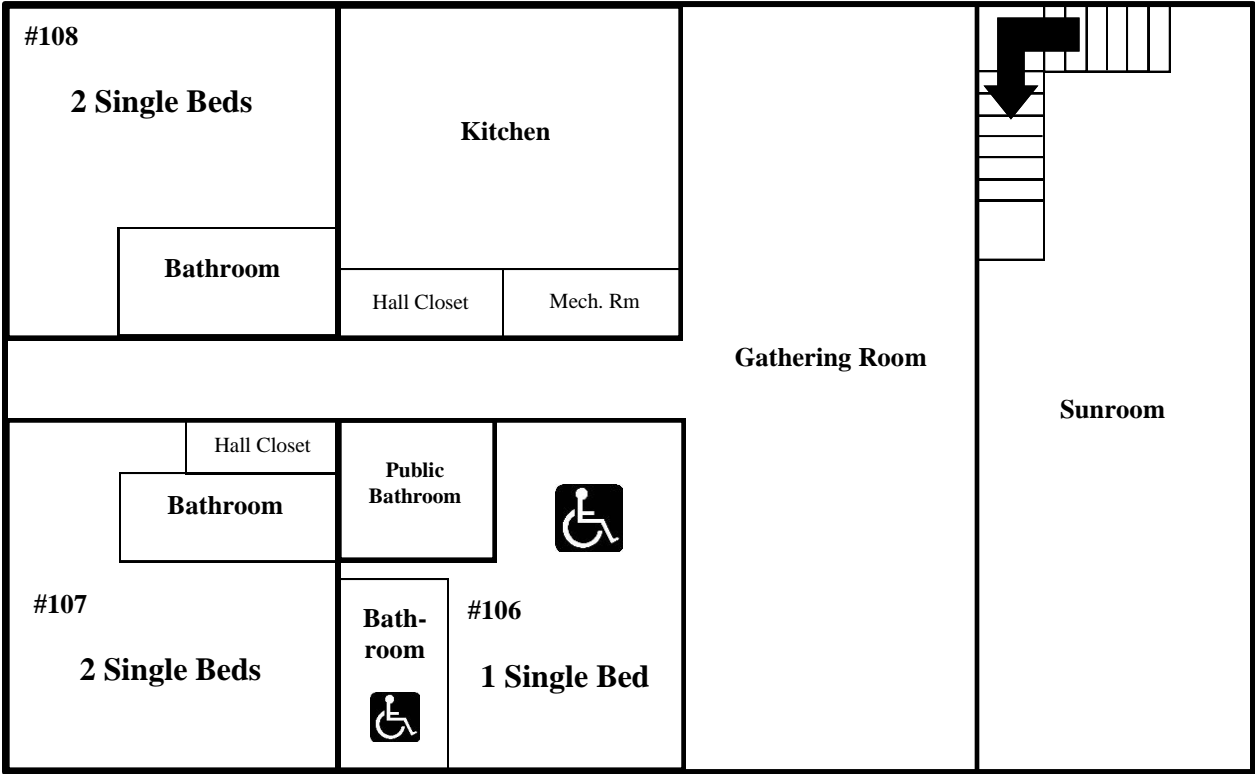 #108
2 Single Beds
Bathroom
Kitchen
Hall Closet
Mech. Rm
Gathering Room
Sunroom
Hall Closet
Bathroom
Public
Bathroom
#107
2 Single Beds
Bath-
room
#106
1 Single Bed